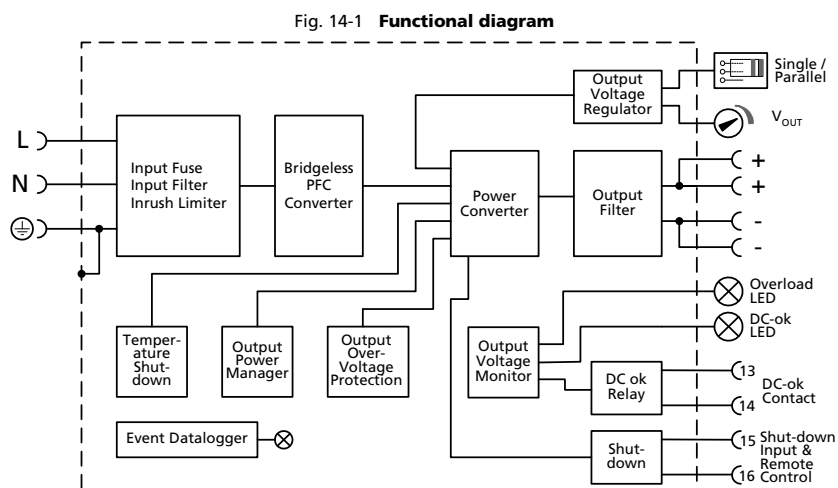 Fig. 14-1 Functional diagram
Single /
Parallel
Output
Voltage
Regulator
VOUT
L
N
Input Fuse
Input Filter
Inrush Limiter
Bridgeless
PFC
Converter
Power
Converter
Output
Filter
+
+
-
-
Temper-
ature
Shut-
down
Output
Power
Manager
Output
Over-
Voltage
Protection
Output
Voltage
Monitor
Overload
LED
DC-ok
LED
DC ok
Relay
13
14
DC-ok
Contact
Event Datalogger
Shut-
down
15
16
Shut-down
Input &
Remote
Control